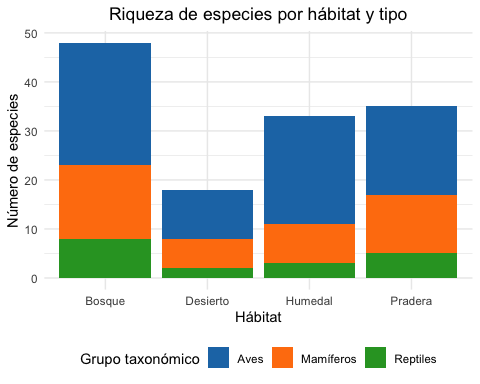 Riqueza de especies por hábitat y tipo
Número de especies
50
40
30
20
10
0
Bosque Desierto Humedal Pradera
Hábitat
Grupo taxonómico Aves Mamíferos Reptiles